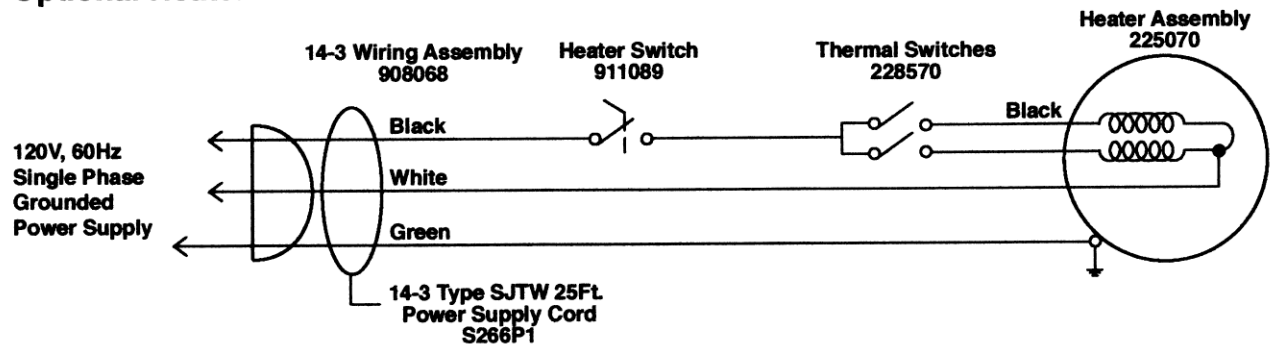 Heater Assembly
225070
14-3 Wiring Assembly
908068
Heater Switch
911089
Thermal Switches
228570
Black
Black
120V, 60Hz
Single Phase
Grounded
Power Supply
White
Green
14-3 Type SJTW 25Ft.
Power Supply Cord
S266P1